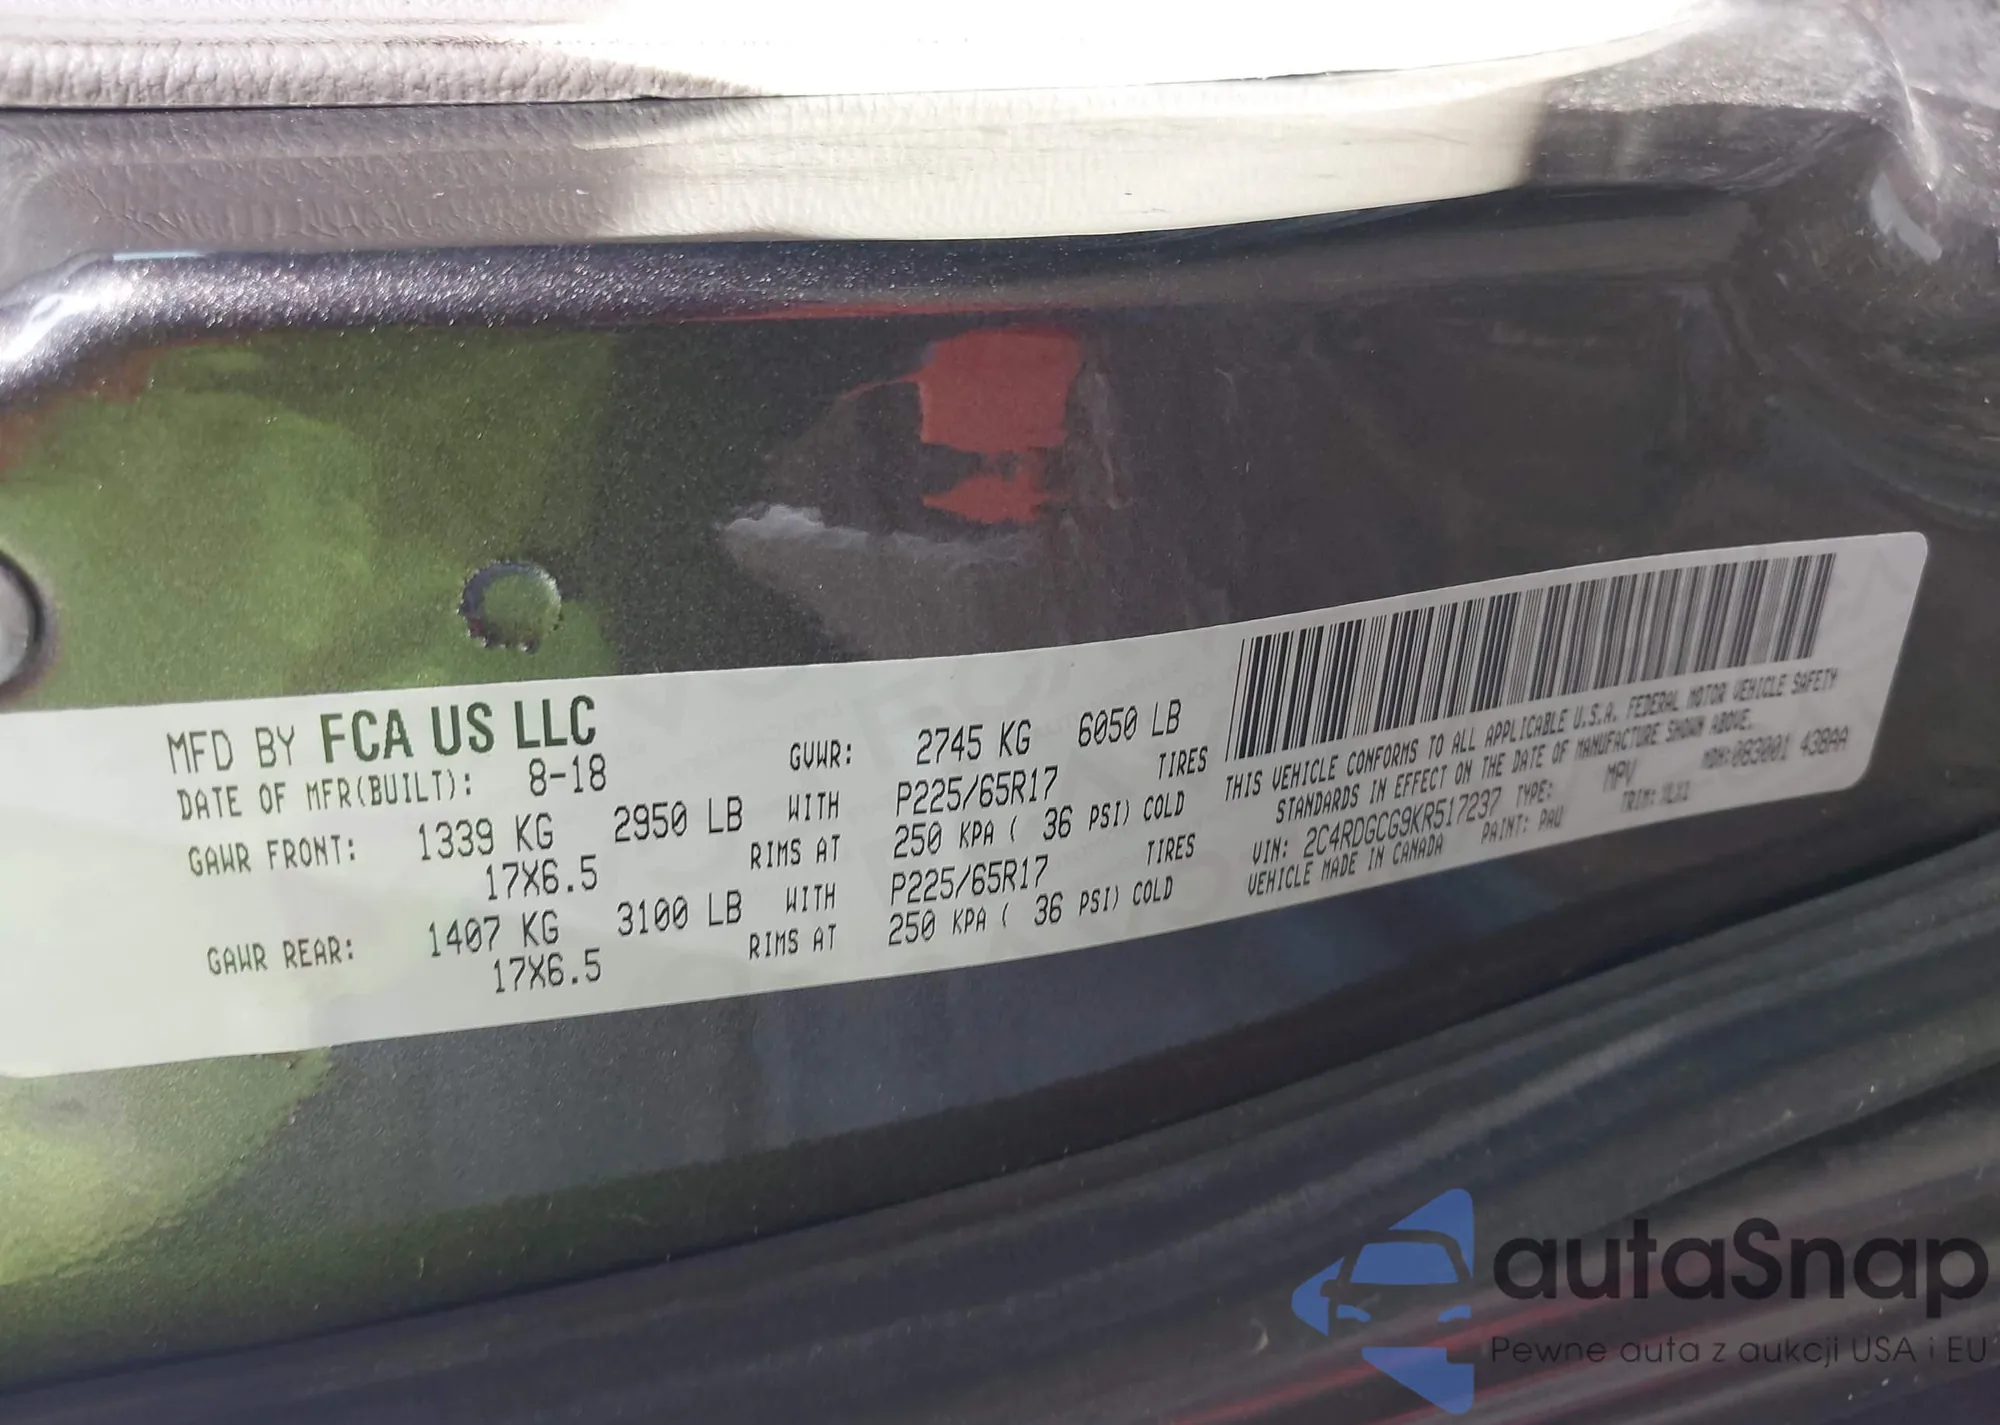 MFD BY FCA US LLC
DATE OF MFR(BUILT): 8-18
GVWR: 2745 KG 6050 LB
GAWR FRONT: 1339 KG 2950 LB WITH P225/65R17 TIRES
17X6.5 RIMS AT 250 KPA ( 36 PSI) COLD
GAWR REAR: 1407 KG 3100 LB WITH P225/65R17 TIRES
17X6.5 RIMS AT 250 KPA ( 36 PSI) COLD
THIS VEHICLE CONFORMS TO ALL APPLICABLE U.S.A. FEDERAL MOTOR VEHICLE SAFETY
STANDARDS IN EFFECT ON THE DATE OF MANUFACTURE SHOWN ABOVE.
VIN: 2C4RDGCG9KR517237 TYPE: MPV MDH:083001 438AA
VEHICLE MADE IN CANADA PAINT: PAU TRIM:
autaSnap
Pewne auta z aukcji USA i EU